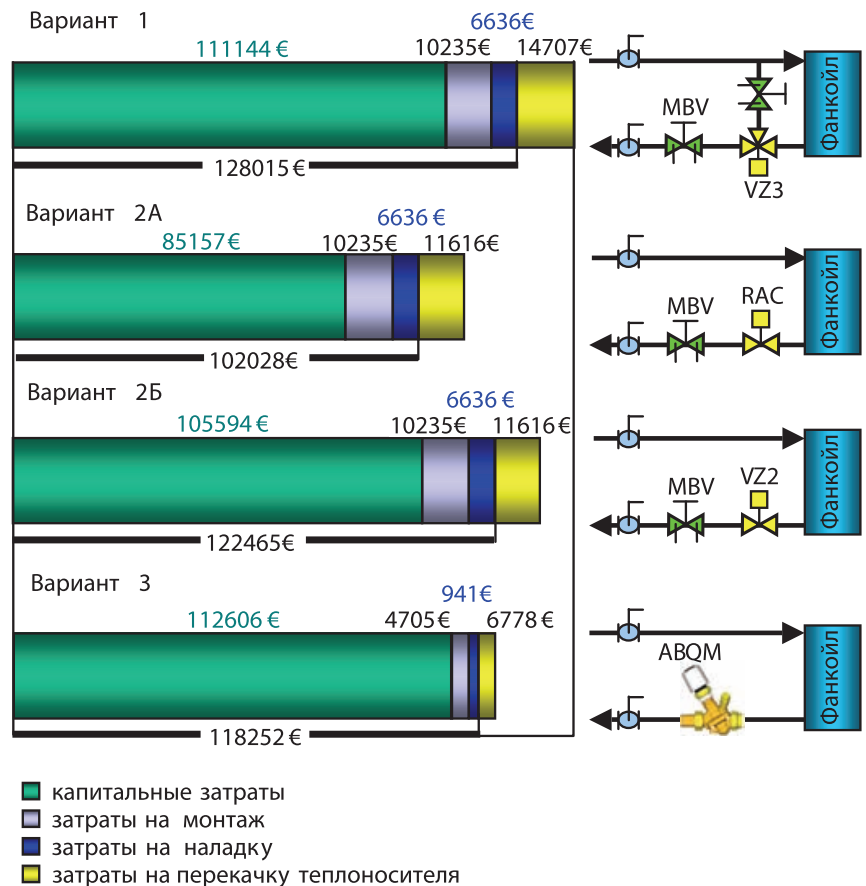 Вариант 1
6636€
111144 €
10235€
14707€
128015 €
MBV
VZ3
Фанкойл
Вариант 2А
6636 €
85157€
10235€
11616€
102028€
MBV
RAC
Фанкойл
Вариант 2Б
6636 €
105594 €
10235€
11616 €
122465€
MBV
VZ2
Фанкойл
Вариант 3
941€
112606 €
4705€
6778€
118252 €
ABQM
Фанкойл
капитальные затраты
затраты на монтаж
затраты на наладку
затраты на перекачку теплоносителя